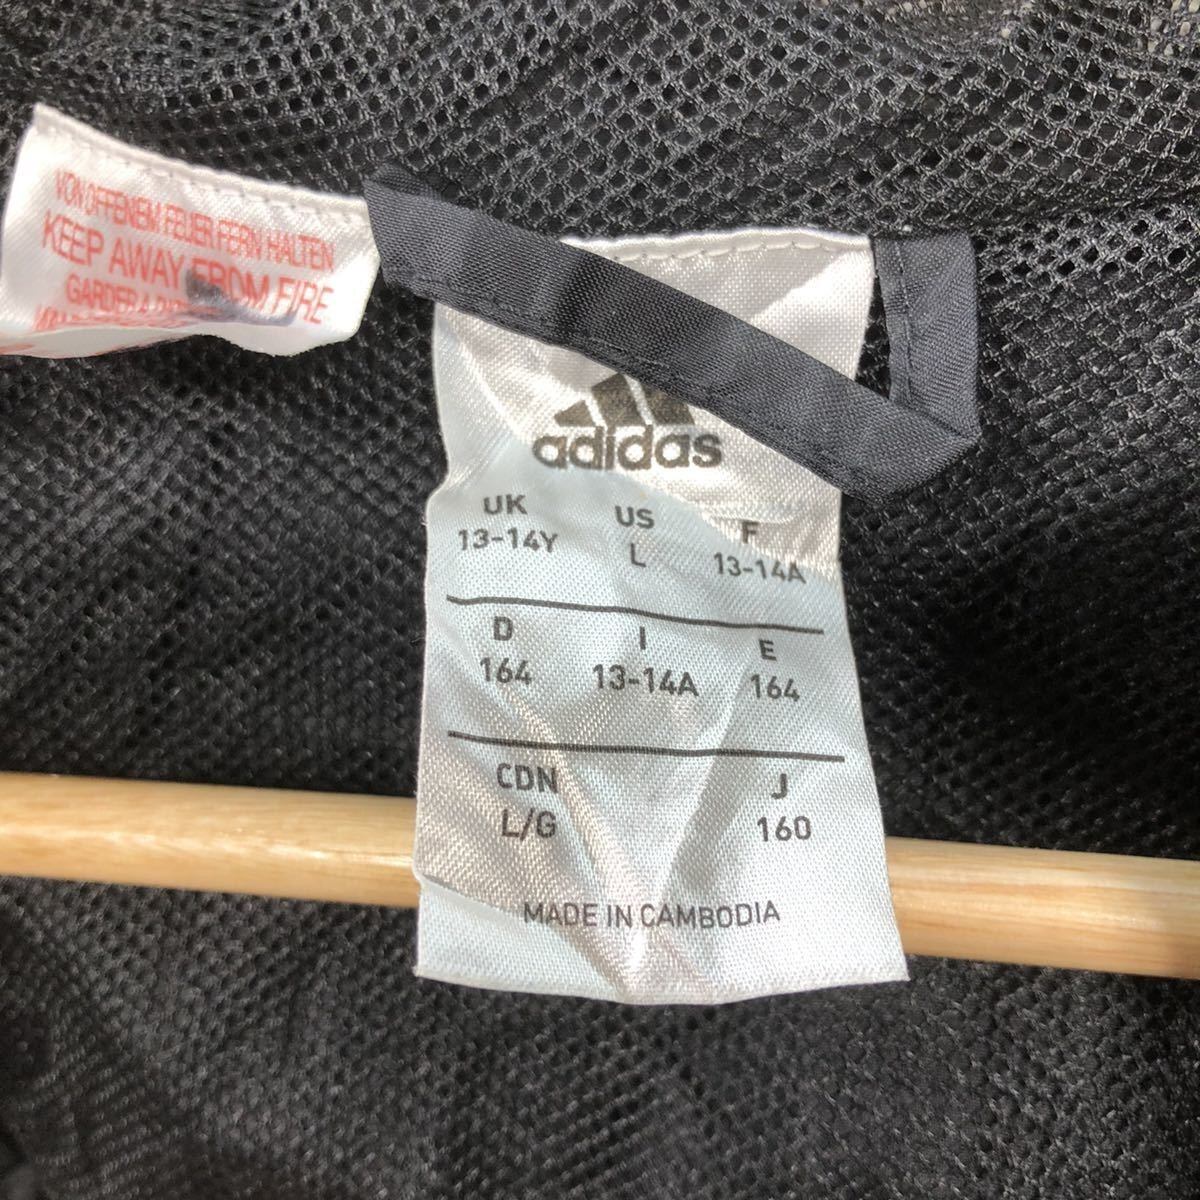 VON OFFENEM FEUER FERN HALTEN
KEEP AWAY FROM FIRE
adidas
UK US F
13-14Y L 13-14A
D I E
164 13-14A 164
CDN J
L/G 160
MADE IN CAMBODIA